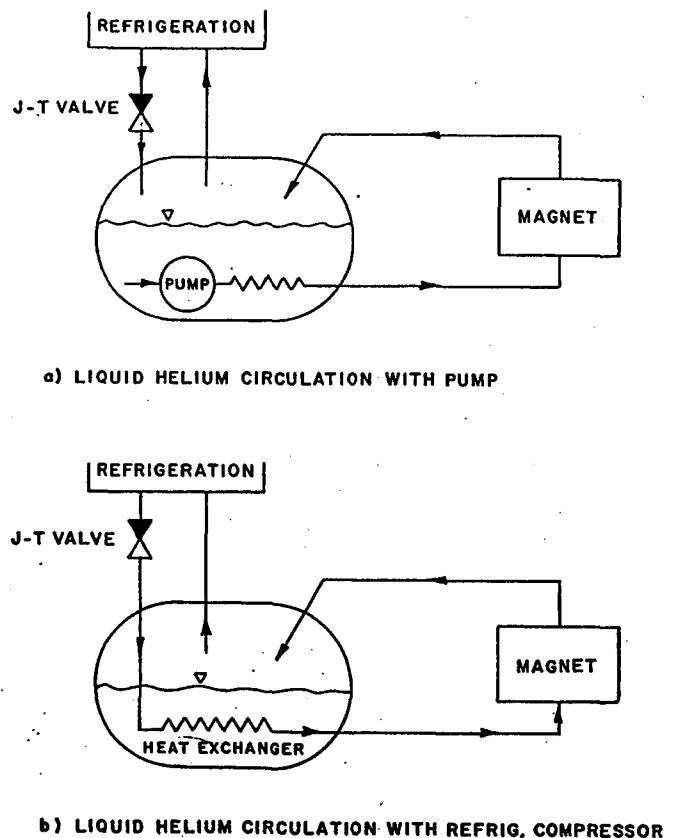 REFRIGERATION
J-T VALVE
MAGNET
PUMP
a) LIQUID HELIUM CIRCULATION WITH PUMP
REFRIGERATION
J-T VALVE
MAGNET
HEAT EXCHANGER
b) LIQUID HELIUM CIRCULATION WITH REFRIG. COMPRESSOR